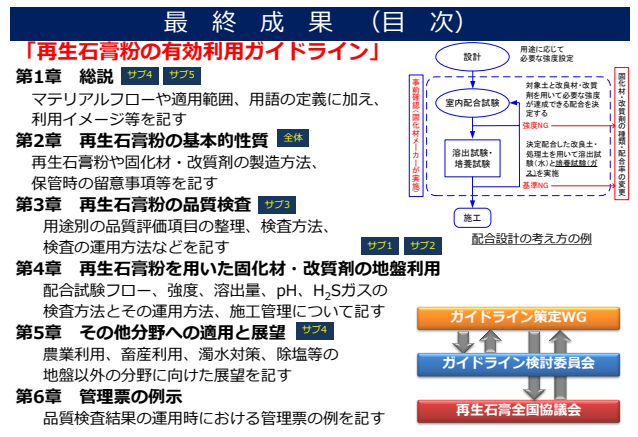 最 終 成 果 (目 次)
「再生石膏粉の有効利用ガイドライン」
第1章 総説 サブ4 サブ5
マテリアルフローや適用範囲、用語の定義に加え、
利用イメージ等を記す
第2章 再生石膏粉の基本的性質 全体
再生石膏粉や固化材・改質剤の製造方法、
保管時の留意事項等を記す
第3章 再生石膏粉の品質検査 サブ3
用途別の品質評価項目の整理、検査方法、
検査の運用方法などを記す
サブ1 サブ2
第4章 再生石膏粉を用いた固化材・改質剤の地盤利用
配合試験フロー、強度、溶出量、pH、H2Sガスの
検査方法とその運用方法、施工管理について記す
第5章 その他分野への適用と展望 サブ4
農業利用、畜産利用、濁水対策、除塩等の
地盤以外の分野に向けた展望を記す
第6章 管理票の例示
品質検査結果の運用時における管理票の例を記す
設計
用途に応じて
必要な強度設定
事前確認(固化材メーカーが実施)
室内配合試験
対象土と改良材・改質
剤を用いて必要な強度
が達成できる配合を決
定する
強度NG
溶出試験・
培養試験
決定配合した改良土・
処理土を用いて溶出試
験(水)と培養試験(ガ
ス)を実施
基準NG
固化材・改質剤の種類・配合率の変更
施工
配合設計の考え方の例
ガイドライン策定WG
ガイドライン検討委員会
再生石膏全国協議会